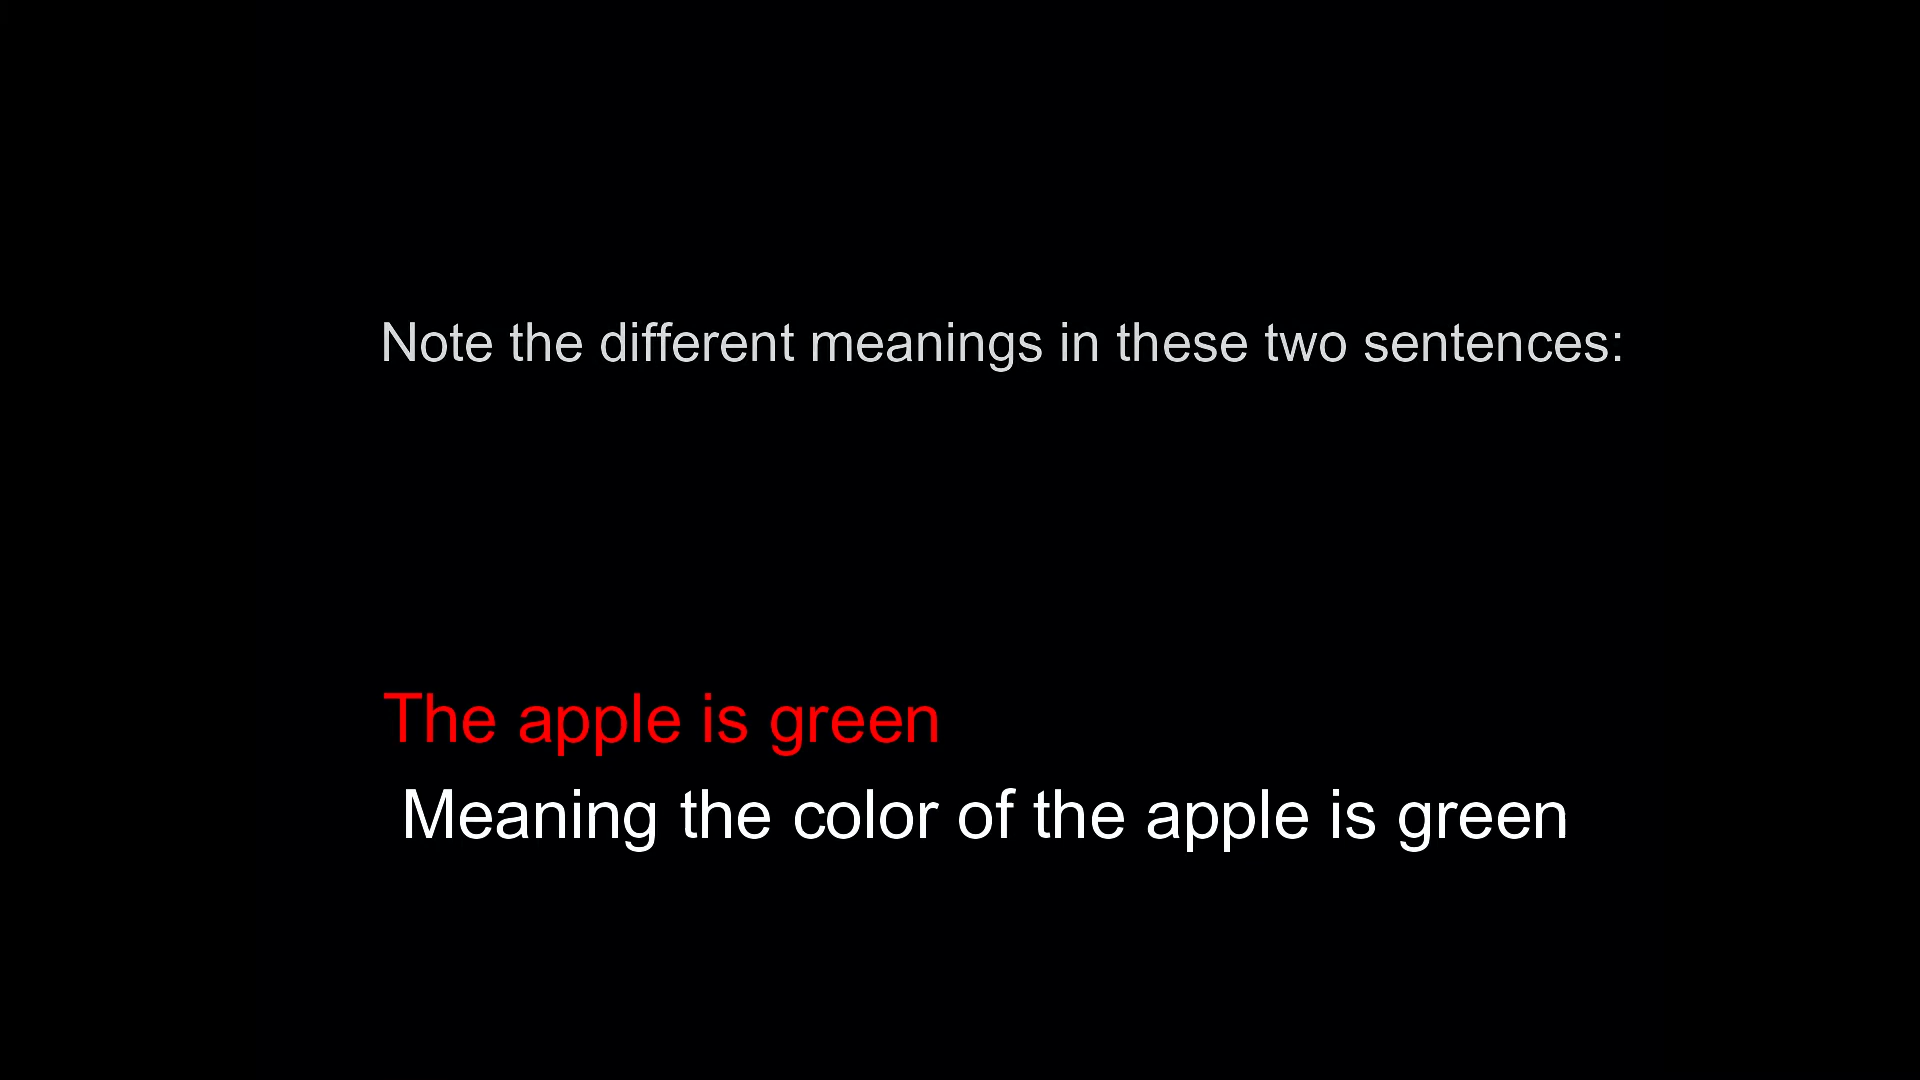 Note the different meanings in these two sentences:
The apple is green
Meaning the color of the apple is green